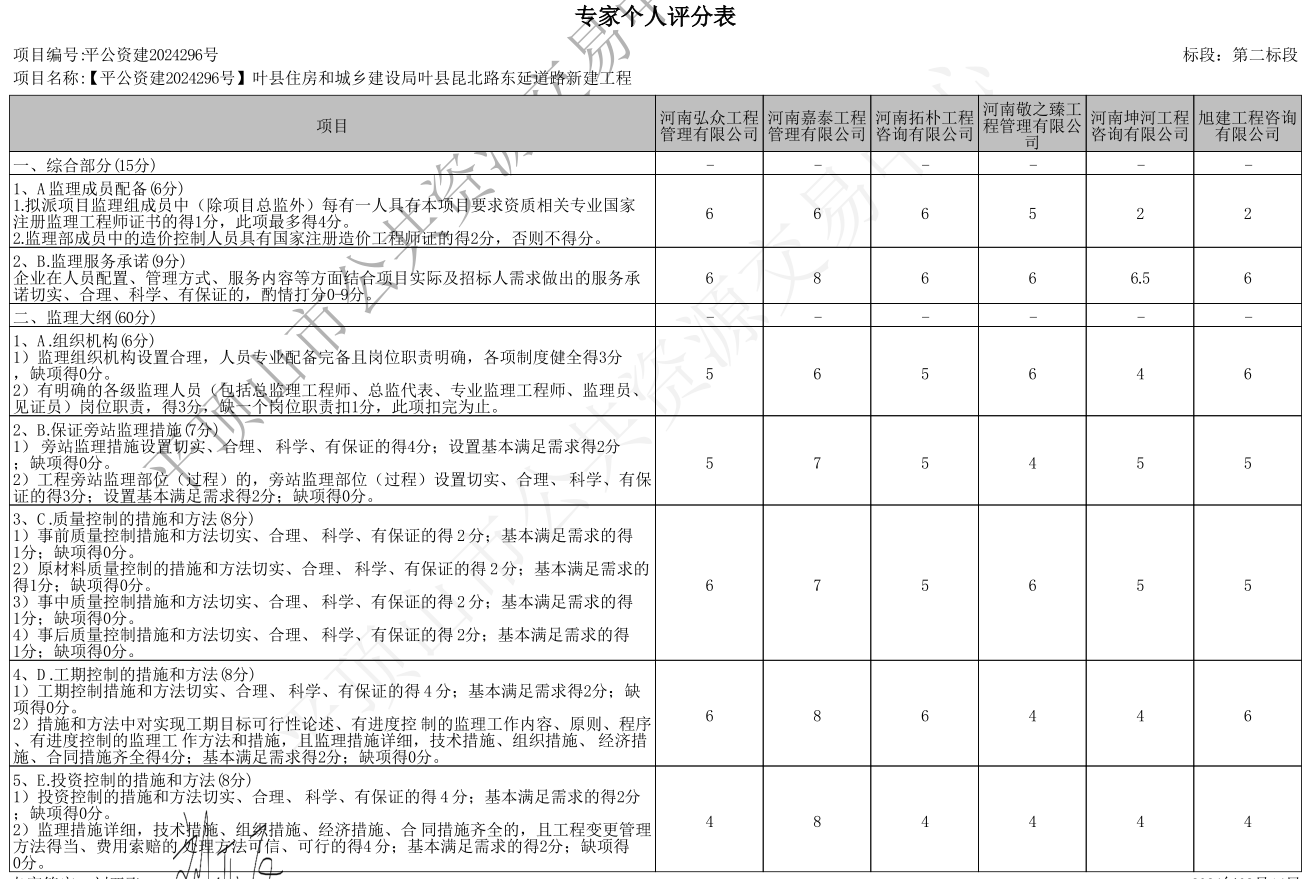 专家个人评分表
项目编号:平公资建2024296号
标段：第二标段
项目名称:【平公资建2024296号】叶县住房和城乡建设局叶县昆北路东延道路新建工程
项目
河南弘众工程管理有限公司
河南嘉泰工程管理有限公司
河南拓朴工程咨询有限公司
河南敬之臻工程管理有限公司
河南坤河工程咨询有限公司
旭建工程咨询有限公司
一、综合部分(15分)
－ － － － － －
1、A 监理成员配备(6分)
1.拟派项目监理组成员中（除项目总监外）每有一人具有本项目要求资质相关专业国家
注册监理工程师证书的得1分，此项最多得4分。
2.监理部成员中的造价控制人员具有国家注册造价工程师证的得2分，否则不得分。
6 6 6 5 2 2
2、B.监理服务承诺(9分)
企业在人员配置、管理方式、服务内容等方面结合项目实际及招标人需求做出的服务承
诺切实、合理、科学、有保证的，酌情打分0-9分。
6 8 6 6 6.5 6
二、监理大纲(60分)
－ － － － － －
1、A.组织机构(6分)
1）监理组织机构设置合理，人员专业配备完备且岗位职责明确，各项制度健全得3分
，缺项得0分。
2）有明确的各级监理人员（包括总监理工程师、总监代表、专业监理工程师、监理员、
见证员）岗位职责，得3分，缺一个岗位职责扣1分，此项扣完为止。
5 6 5 6 4 6
2、B.保证旁站监理措施(7分)
1） 旁站监理措施设置切实、合理、 科学、有保证的得4分；设置基本满足需求得2分
；缺项得0分。
2）工程旁站监理部位（过程）的，旁站监理部位（过程）设置切实、合理、 科学、有保
证的得3分；设置基本满足需求得2分；缺项得0分。
5 7 5 4 5 5
3、C.质量控制的措施和方法(8分)
1）事前质量控制措施和方法切实、合理、 科学、有保证的得 2 分；基本满足需求的得
1分；缺项得0分。
2）原材料质量控制的措施和方法切实、合理、 科学、有保证的得 2 分；基本满足需求的
得1分；缺项得0分。
3）事中质量控制措施和方法切实、合理、 科学、有保证的得 2 分；基本满足需求的得
1分；缺项得0分。
4）事后质量控制措施和方法切实、合理、 科学、有保证的得 2分；基本满足需求的得
1分；缺项得0分。
6 7 5 6 5 5
4、D.工期控制的措施和方法(8分)
1）工期控制措施和方法切实、合理、 科学、有保证的得 4 分；基本满足需求得2分；缺
项得0分。
2）措施和方法中对实现工期目标可行性论述、有进度控 制的监理工作内容、原则、程序
、有进度控制的监理工 作方法和措施，且监理措施详细，技术措施、组织措施、 经济措
施、合同措施齐全得4分；基本满足需求得2分；缺项得0分。
6 8 6 4 4 6
5、E.投资控制的措施和方法(8分)
1）投资控制的措施和方法切实、合理、 科学、有保证的得 4 分；基本满足需求的得2分
；缺项得0分。
2）监理措施详细，技术措施、组织措施、经济措施、合 同措施齐全的，且工程变更管理
方法得当、费用索赔的 处理方法可信、可行的得4 分；基本满足需求的得2分；缺项得
0分。
4 8 4 4 4 4
平顶山市公共资源交易中
平顶山市公共资源交易中心